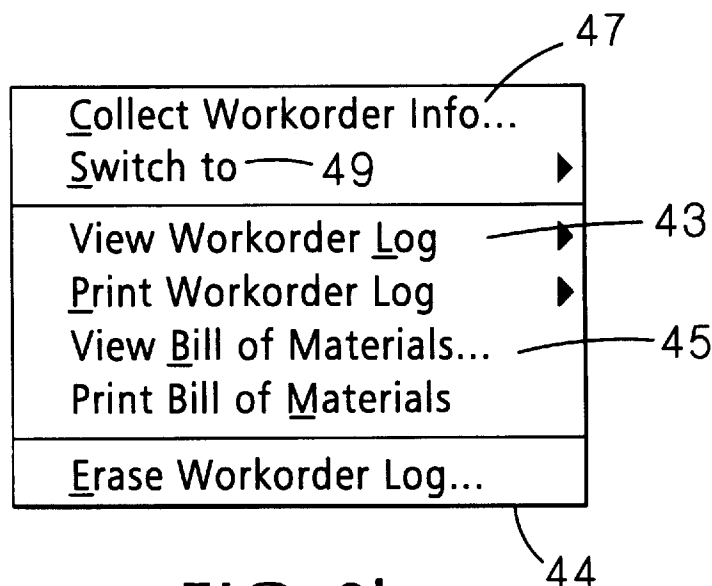 47
Collect Workorder Info...
Switch to 49
View Workorder Log 43
Print Workorder Log
View Bill of Materials... 45
Print Bill of Materials
Erase Workorder Log...
44